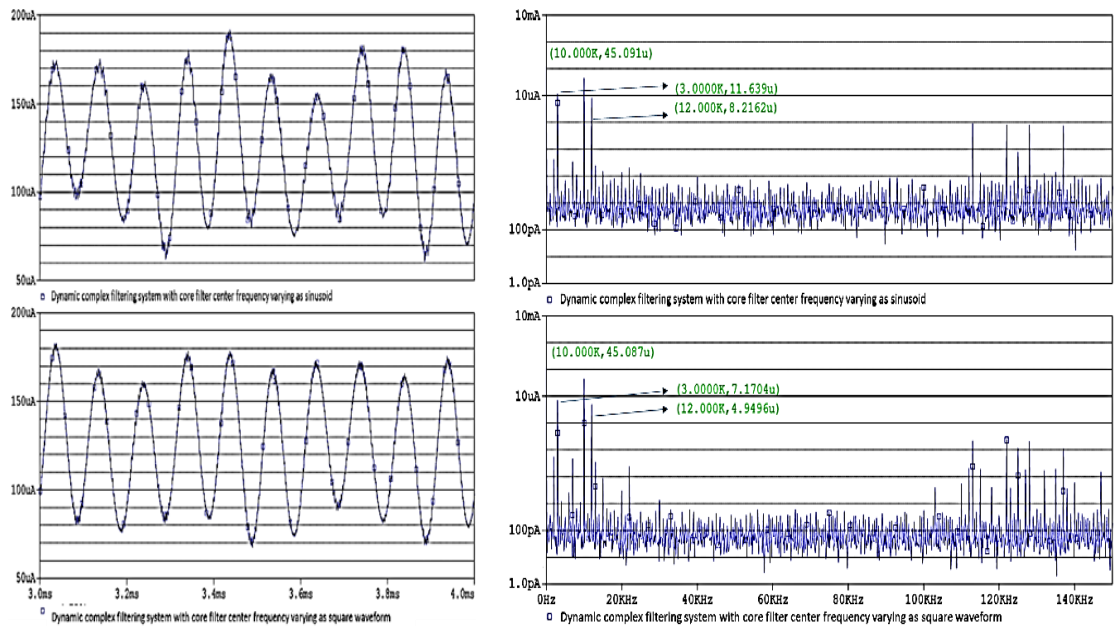 200uA
150uA
100uA
50uA
Dynamic complex filtering system with core filter center frequency varying as sinusoid
10mA
(10.000K,45.091u)
10uA
(3.0000K,11.639u)
(12.000K,8.2162u)
100pA
1.0pA
Dynamic complex filtering system with core filter center frequency varying as sinusoid
200uA
150uA
100uA
50uA
3.0ms
3.2ms
3.4ms
3.6ms
3.8ms
4.0ms
Dynamic complex filtering system with core filter center frequency varying as square waveform
10mA
(10.000K,45.087u)
10uA
(3.0000K,7.1704u)
(12.000K,4.9496u)
100pA
1.0pA
0Hz
20KHz
40KHz
60KHz
80KHz
100KHz
120KHz
140KHz
Dynamic complex filtering system with core filter center frequency varying as square waveform